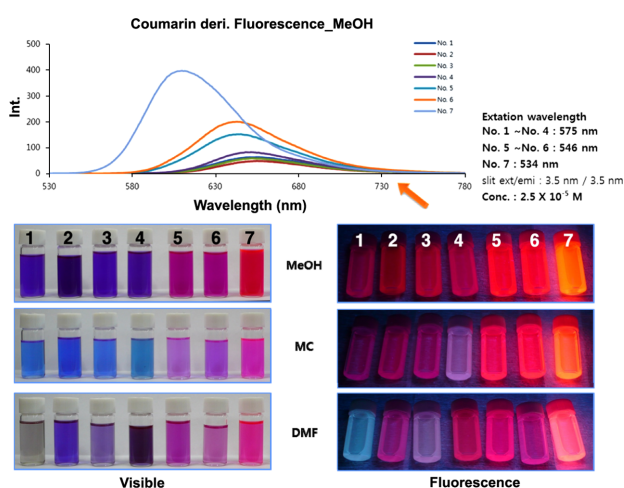 Coumarin deri. Fluorescence_MeOH
500
400
300
200
100
0
Int.
530
580
630
680
730
780
Wavelength (nm)
No. 1
No. 2
No. 3
No. 4
No. 5
No. 6
No. 7
Extation wavelength
No. 1 ~No. 4 : 575 nm
No. 5 ~No. 6 : 546 nm
No. 7 : 534 nm
slit ext/emi : 3.5 nm / 3.5 nm
Conc. : 2.5 X 10⁻⁵ M
1 2 3 4 5 6 7
MeOH
1 2 3 4 5 6 7
MC
DMF
Visible
Fluorescence